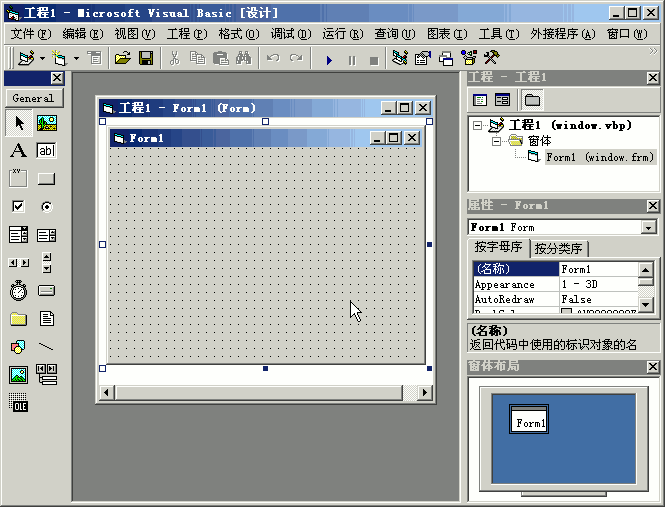 工程1 - Microsoft Visual Basic [设计]
文件(F) 编辑(E) 视图(V) 工程(P) 格式(O) 调试(D) 运行(R) 查询(U) 图表(I) 工具(T) 外接程序(A) 窗口(W)
General
A
ab|
xv
OLE
工程1 - Form1 (Form)
Form1
工程 - 工程1
工程1 (window.vbp)
窗体
Form1 (window.frm)
属性 - Form1
Form1 Form
按字母序 按分类序
(名称) Form1
Appearance 1 - 3D
AutoRedraw False
(名称)
返回代码中使用的标识对象的名
窗体布局
Form1